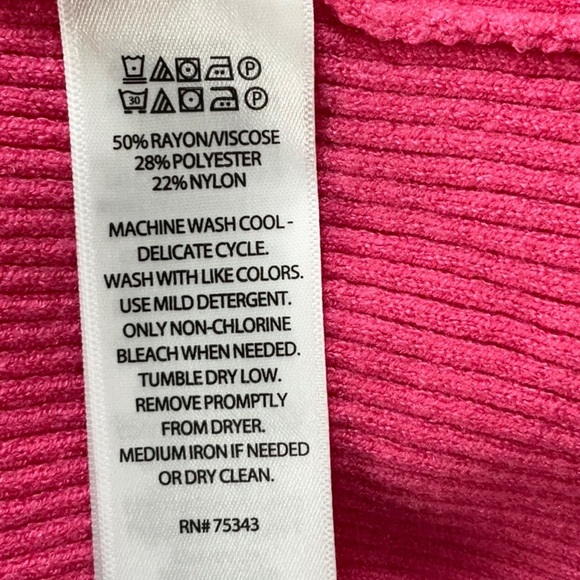 30
50% RAYON/VISCOSE
28% POLYESTER
22% NYLON
MACHINE WASH COOL -
DELICATE CYCLE.
WASH WITH LIKE COLORS.
USE MILD DETERGENT.
ONLY NON-CHLORINE
BLEACH WHEN NEEDED.
TUMBLE DRY LOW.
REMOVE PROMPTLY
FROM DRYER.
MEDIUM IRON IF NEEDED
OR DRY CLEAN.
RN# 75343